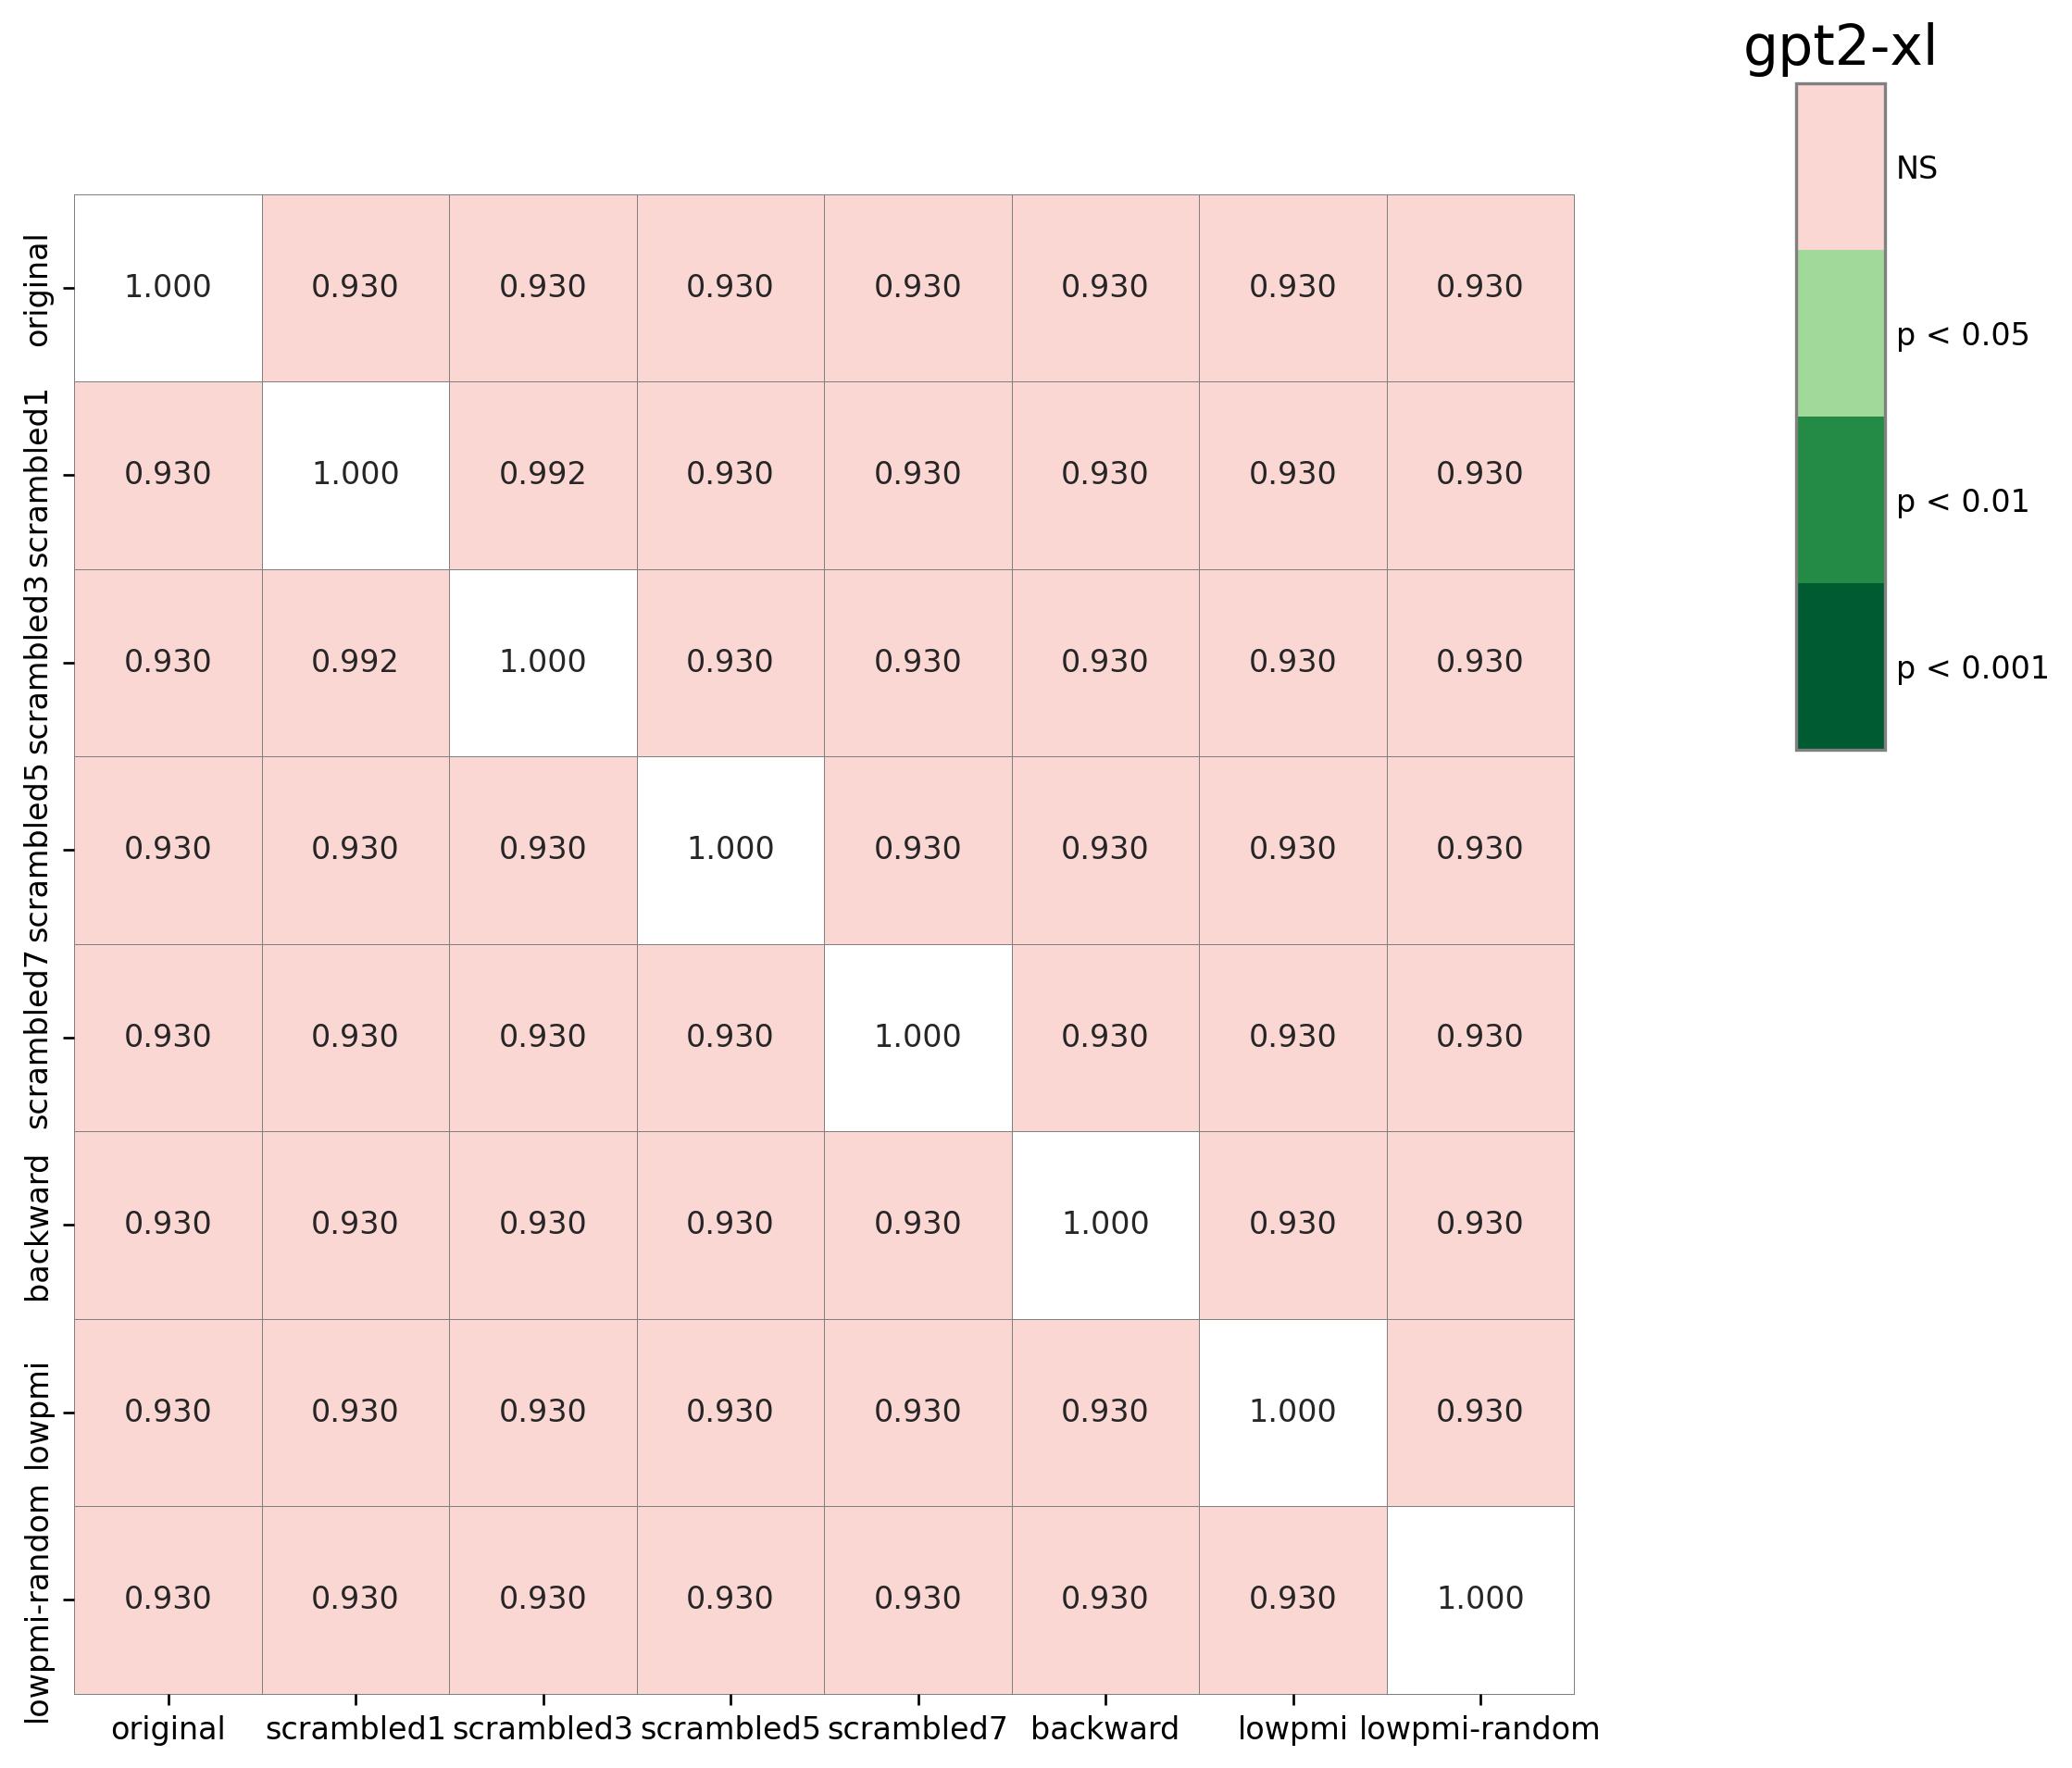 gpt2-xl
NS
p < 0.05
p < 0.01
p < 0.001
original 1.000 0.930 0.930 0.930 0.930 0.930 0.930 0.930
scrambled1 0.930 1.000 0.992 0.930 0.930 0.930 0.930 0.930
scrambled3 0.930 0.992 1.000 0.930 0.930 0.930 0.930 0.930
scrambled5 0.930 0.930 0.930 1.000 0.930 0.930 0.930 0.930
scrambled7 0.930 0.930 0.930 0.930 1.000 0.930 0.930 0.930
backward 0.930 0.930 0.930 0.930 0.930 1.000 0.930 0.930
lowpmi 0.930 0.930 0.930 0.930 0.930 0.930 1.000 0.930
lowpmi-random 0.930 0.930 0.930 0.930 0.930 0.930 0.930 1.000
original scrambled1 scrambled3 scrambled5 scrambled7 backward lowpmi lowpmi-random